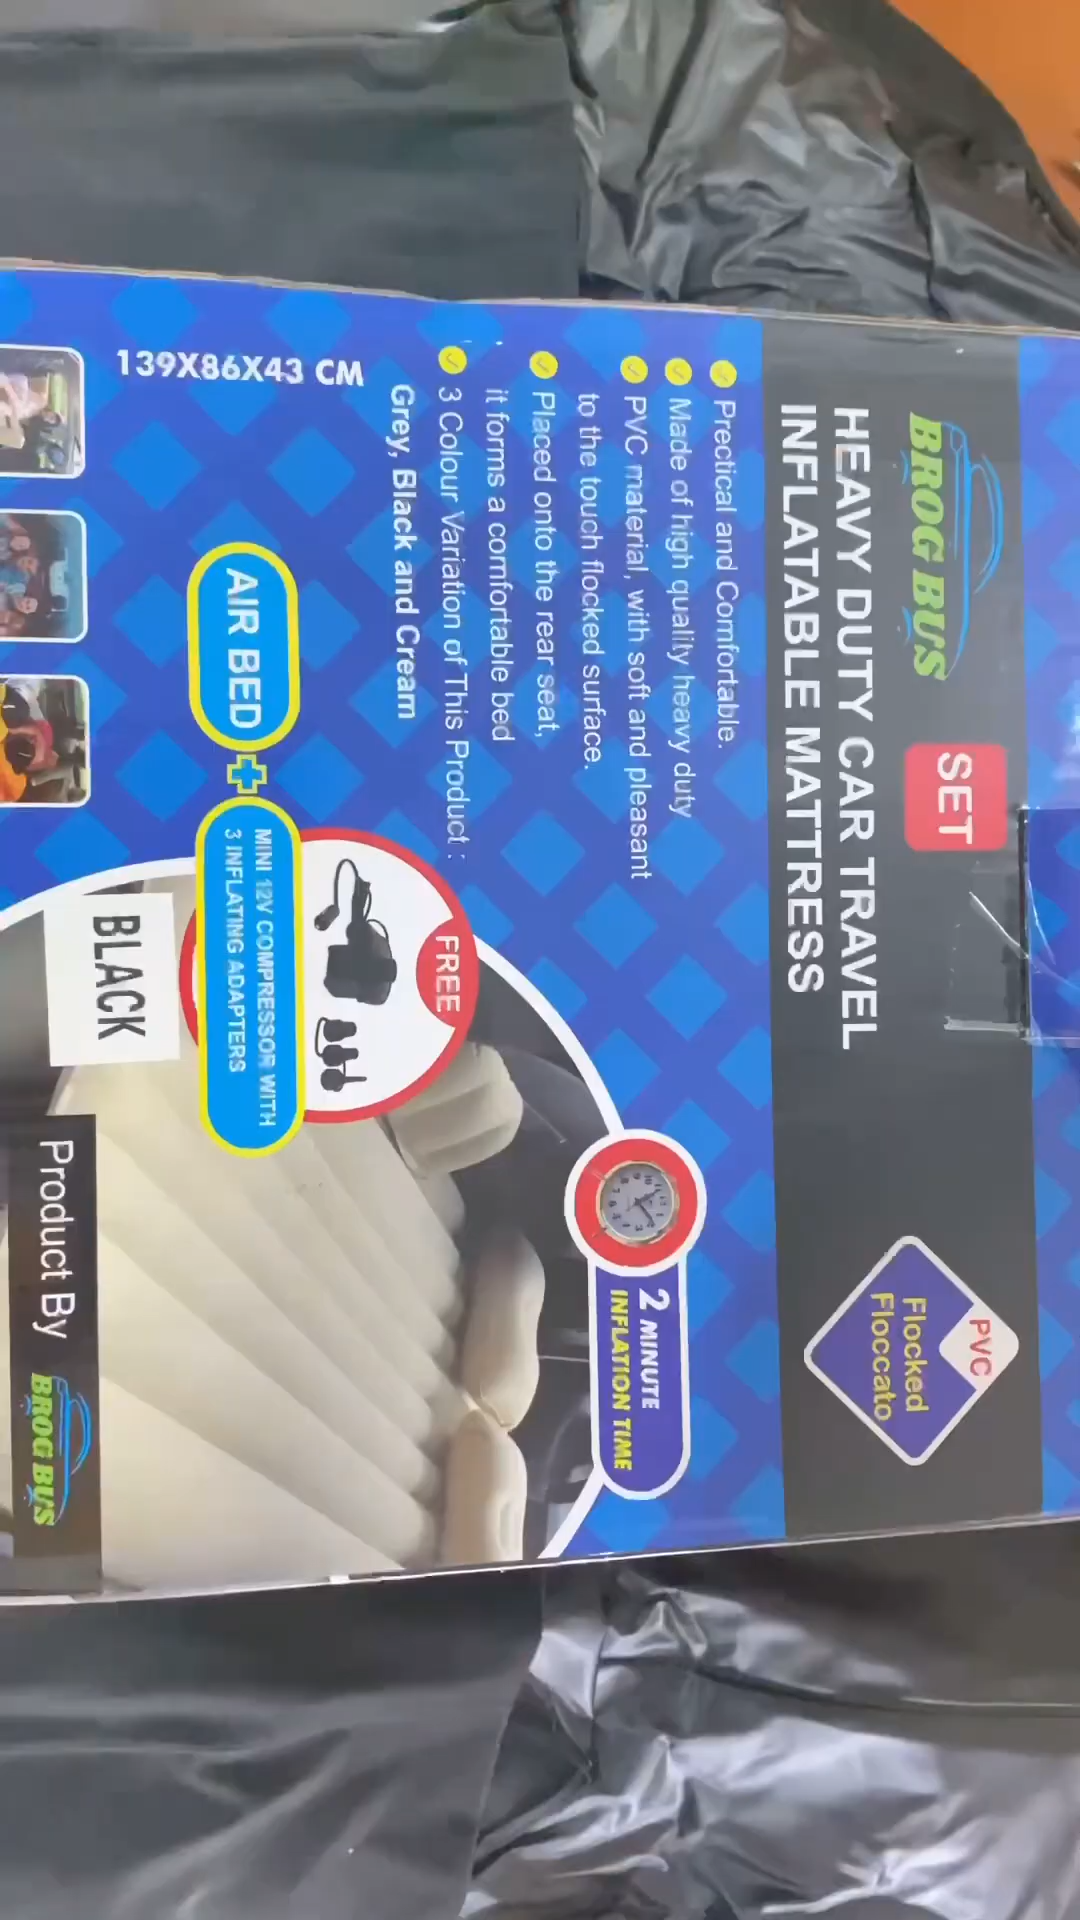 BROG BUS
SET
HEAVY DUTY CAR TRAVEL
INFLATABLE MATTRESS
PVC
Flocked
Floccato
Prectical and Comfortable.
Made of high quality heavy duty
PVC material, with soft and pleasant
to the touch flocked surface.
Placed onto the rear seat,
it forms a comfortable bed
3 Colour Variation of This Product :
Grey, Black and Cream
139X86X43 CM
2 MINUTE
INFLATION TIME
FREE
AIR BED
+
MINI 12V COMPRESSOR WITH
3 INFLATING ADAPTERS
BLACK
Product By
BROG BUS